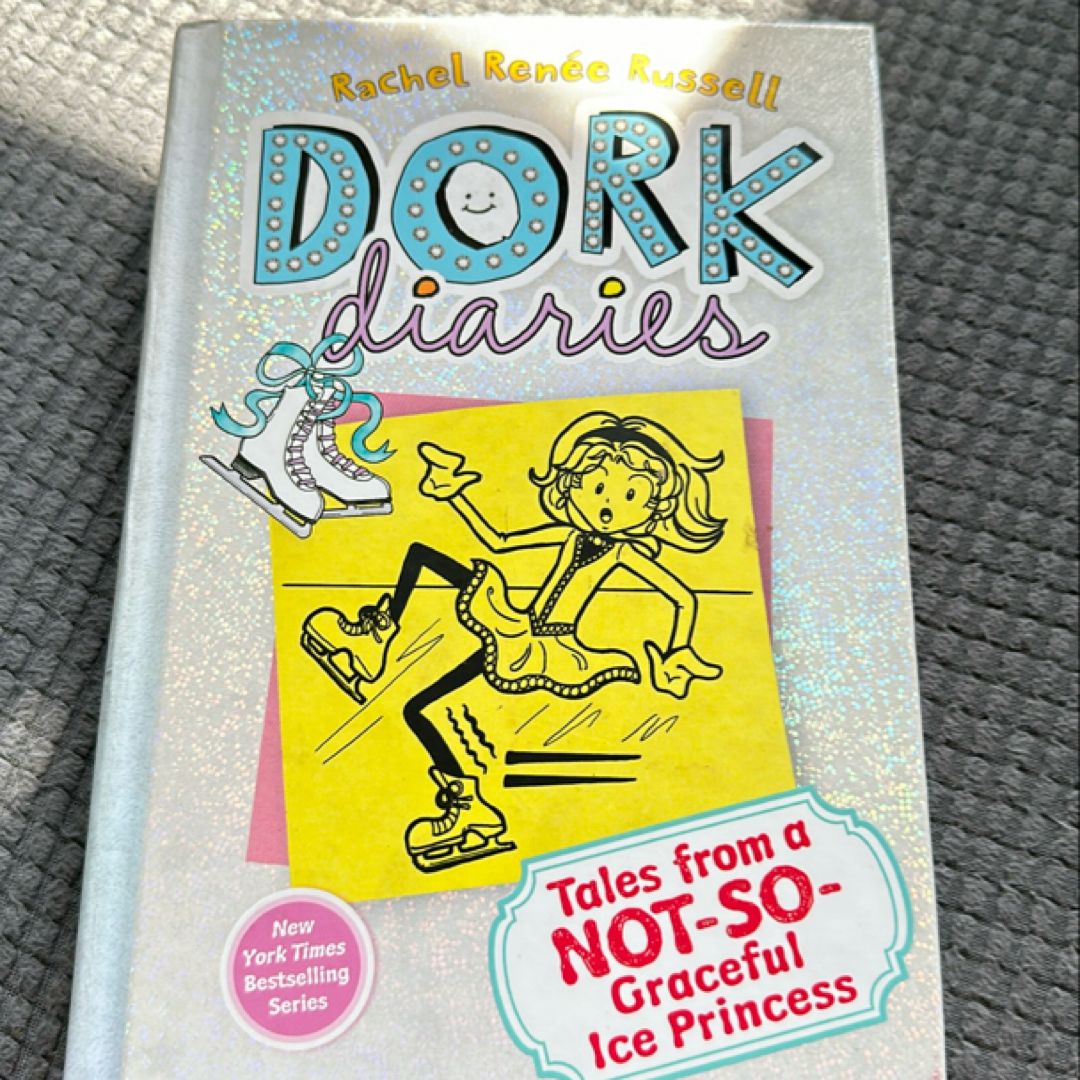 Rachel Renée Russell
DORK
diaries
Tales from a
NOT-SO-
Graceful
Ice Princess
New
York Times
Bestselling
Series